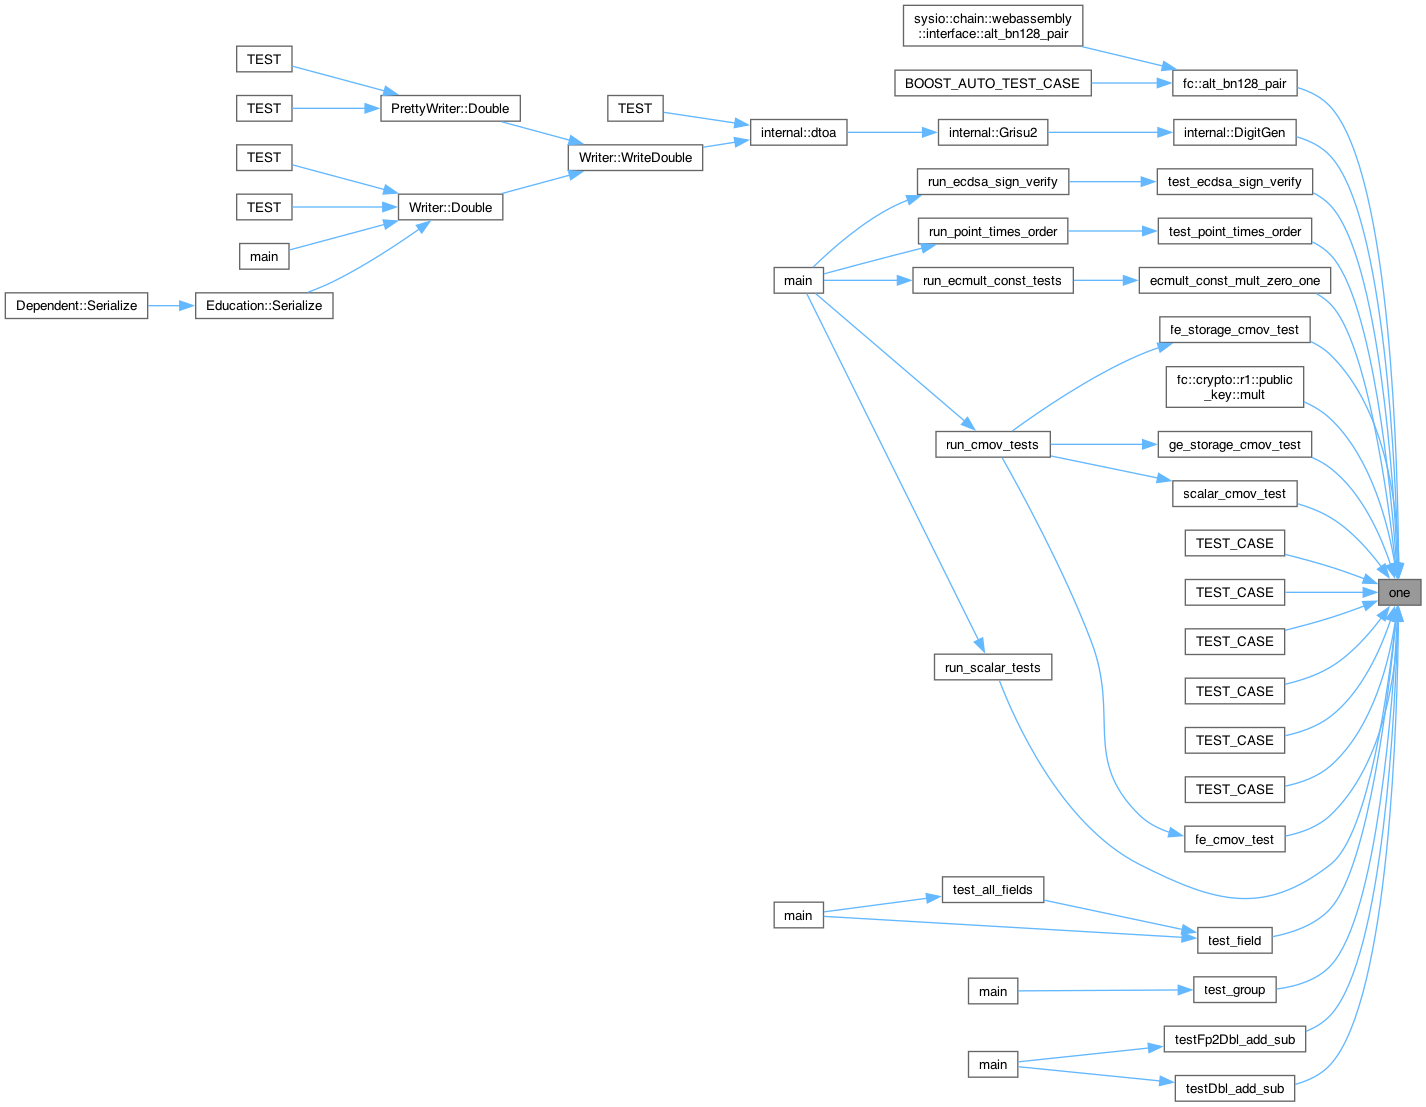 sysio::chain::webassembly
::interface::alt_bn128_pair
TEST
BOOST_AUTO_TEST_CASE
fc::alt_bn128_pair
TEST
PrettyWriter::Double
TEST
internal::dtoa
internal::Grisu2
internal::DigitGen
TEST
Writer::WriteDouble
run_ecdsa_sign_verify
test_ecdsa_sign_verify
TEST
Writer::Double
run_point_times_order
test_point_times_order
main
main
run_ecmult_const_tests
ecmult_const_mult_zero_one
Dependent::Serialize
Education::Serialize
fe_storage_cmov_test
fc::crypto::r1::public
_key::mult
run_cmov_tests
ge_storage_cmov_test
scalar_cmov_test
TEST_CASE
TEST_CASE
one
TEST_CASE
run_scalar_tests
TEST_CASE
TEST_CASE
TEST_CASE
fe_cmov_test
test_all_fields
main
test_field
main
test_group
testFp2Dbl_add_sub
main
testDbl_add_sub